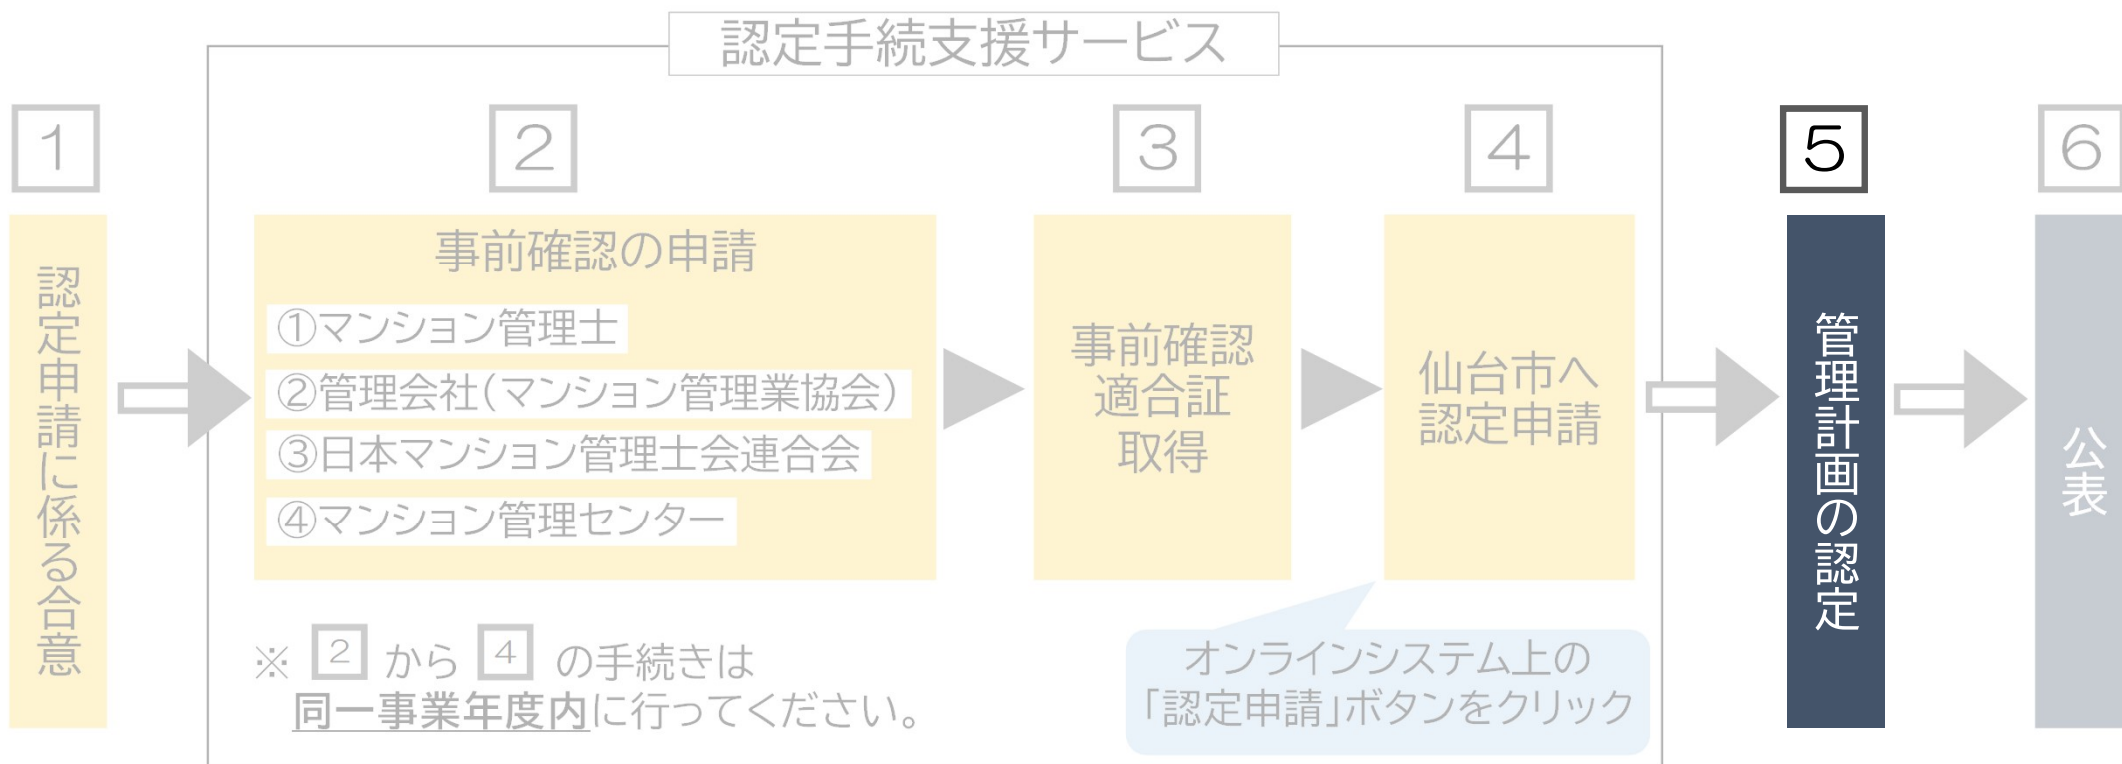 認定手続支援サービス
1
認定申請に係る合意
2
事前確認の申請
①マンション管理士
②管理会社（マンション管理業協会）
③日本マンション管理士会連合会
④マンション管理センター
3
事前確認
適合証
取得
4
仙台市へ
認定申請
5
管理計画の認定
6
公表
※ 2 から 4 の手続きは
同一事業年度内に行ってください。
オンラインシステム上の
「認定申請」ボタンをクリック